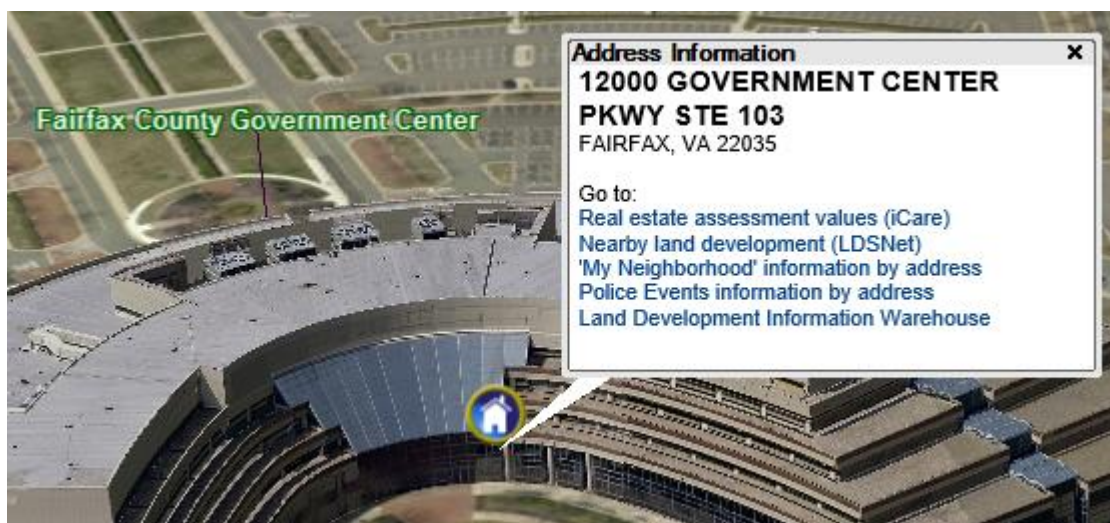 Fairfax County Government Center
Address Information
12000 GOVERNMENT CENTER
PKWY STE 103
FAIRFAX, VA 22035
Go to:
Real estate assessment values (iCare)
Nearby land development (LDSNet)
'My Neighborhood' information by address
Police Events information by address
Land Development Information Warehouse